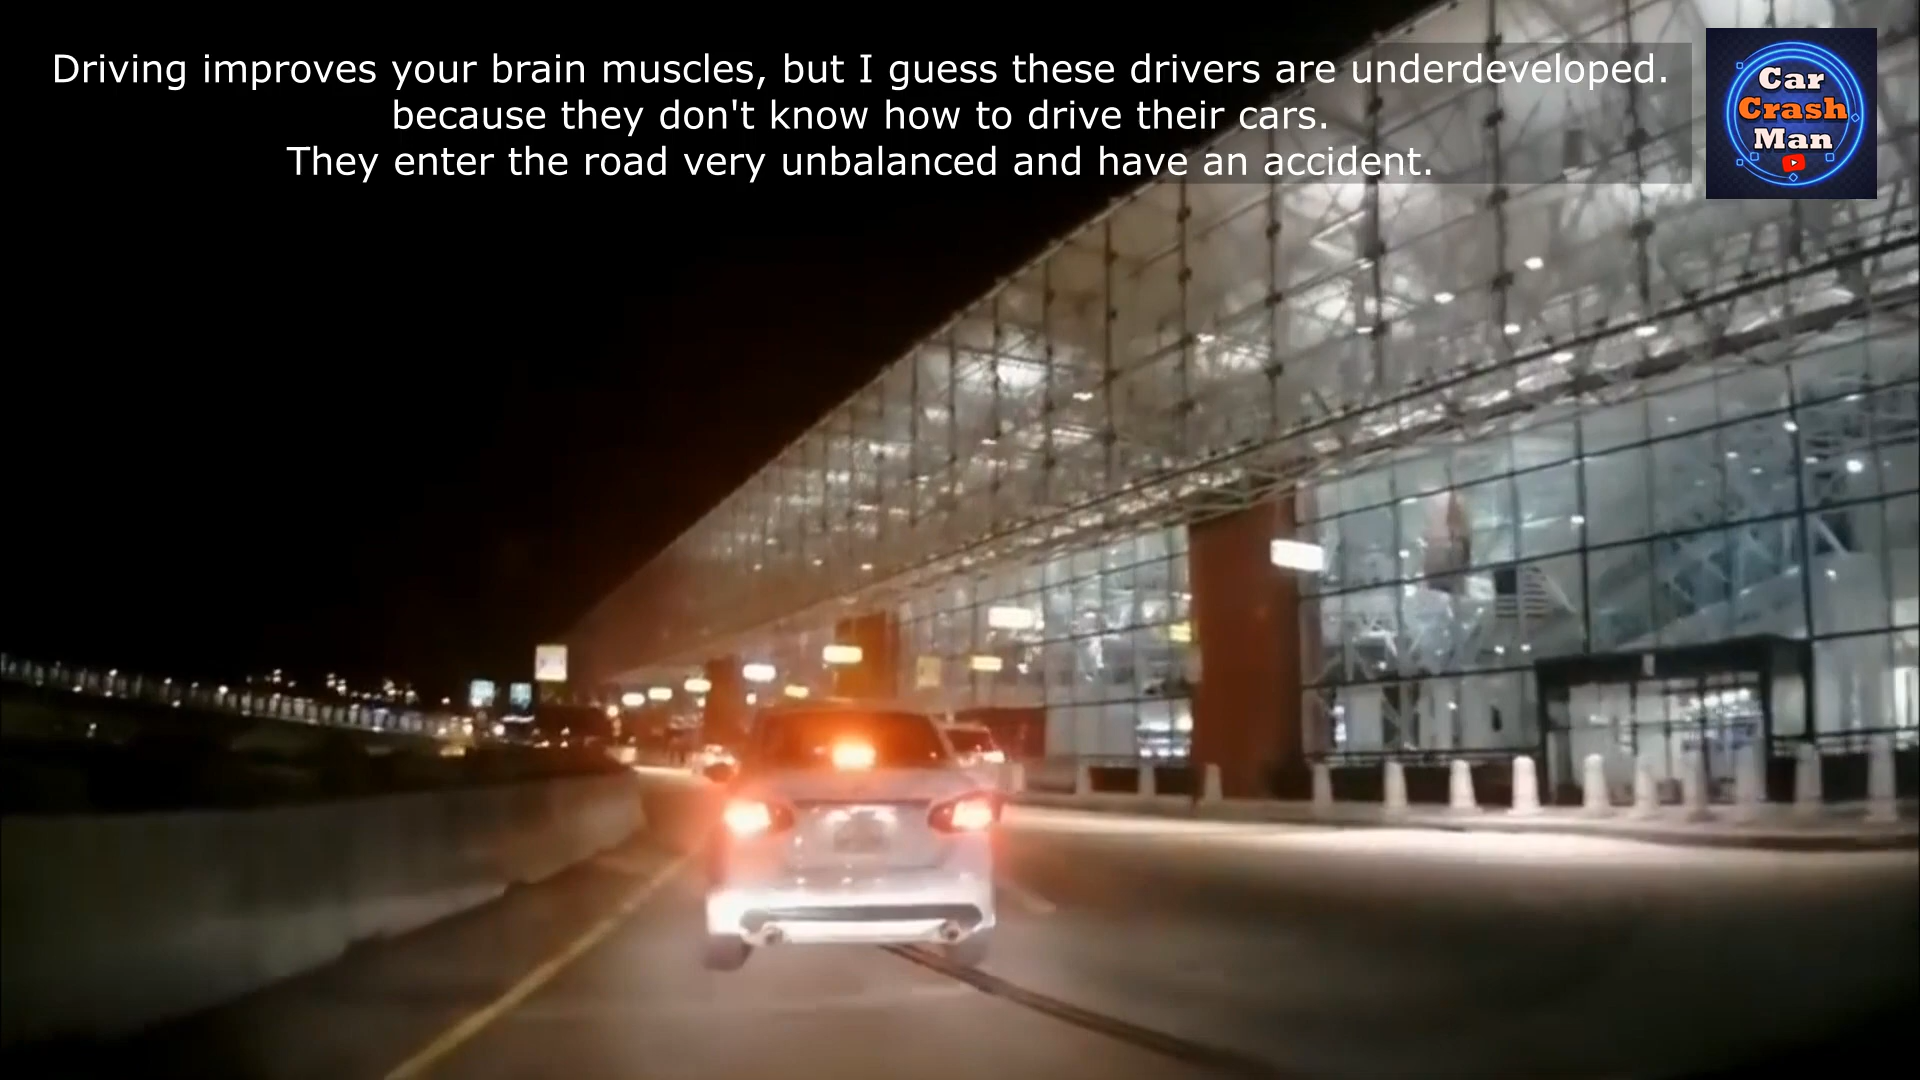 Driving improves your brain muscles, but I guess these drivers are underdeveloped.
because they don't know how to drive their cars.
They enter the road very unbalanced and have an accident.
Car
Crash
Man